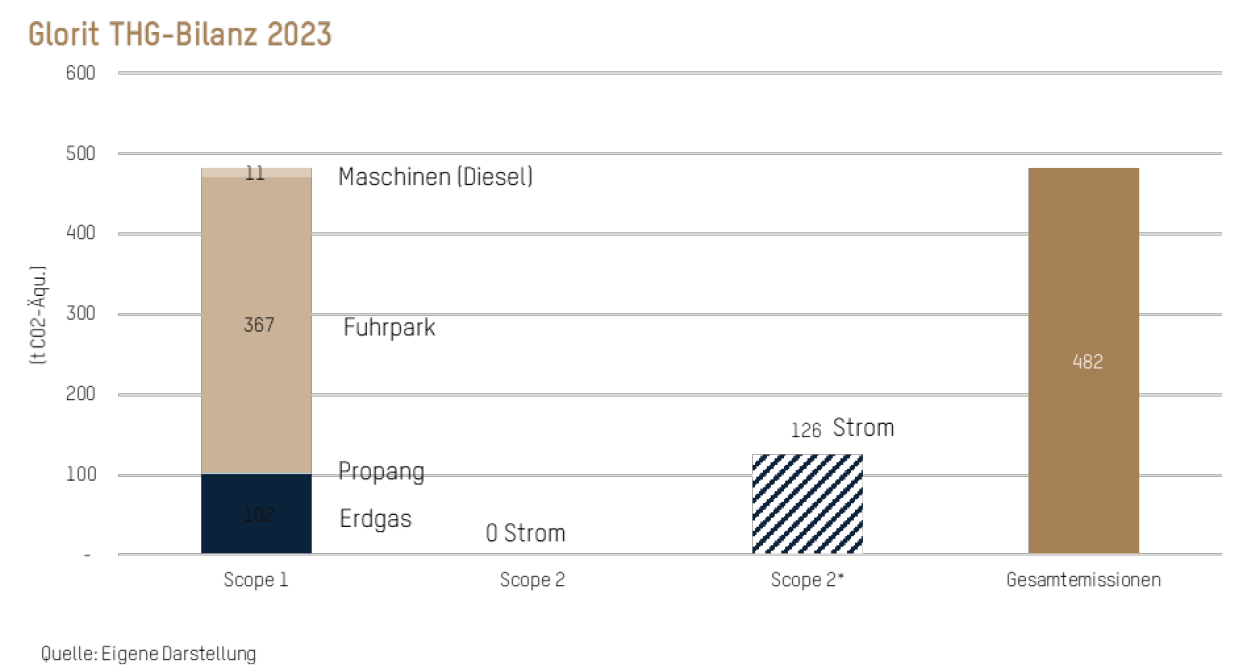 Glorit THG-Bilanz 2023
600
500
400
300
200
100
-
(t CO2-Äqu.)
11
Maschinen (Diesel)
367
Fuhrpark
Propang
102
Erdgas
0 Strom
126 Strom
482
Scope 1
Scope 2
Scope 2*
Gesamtemissionen
Quelle: Eigene Darstellung